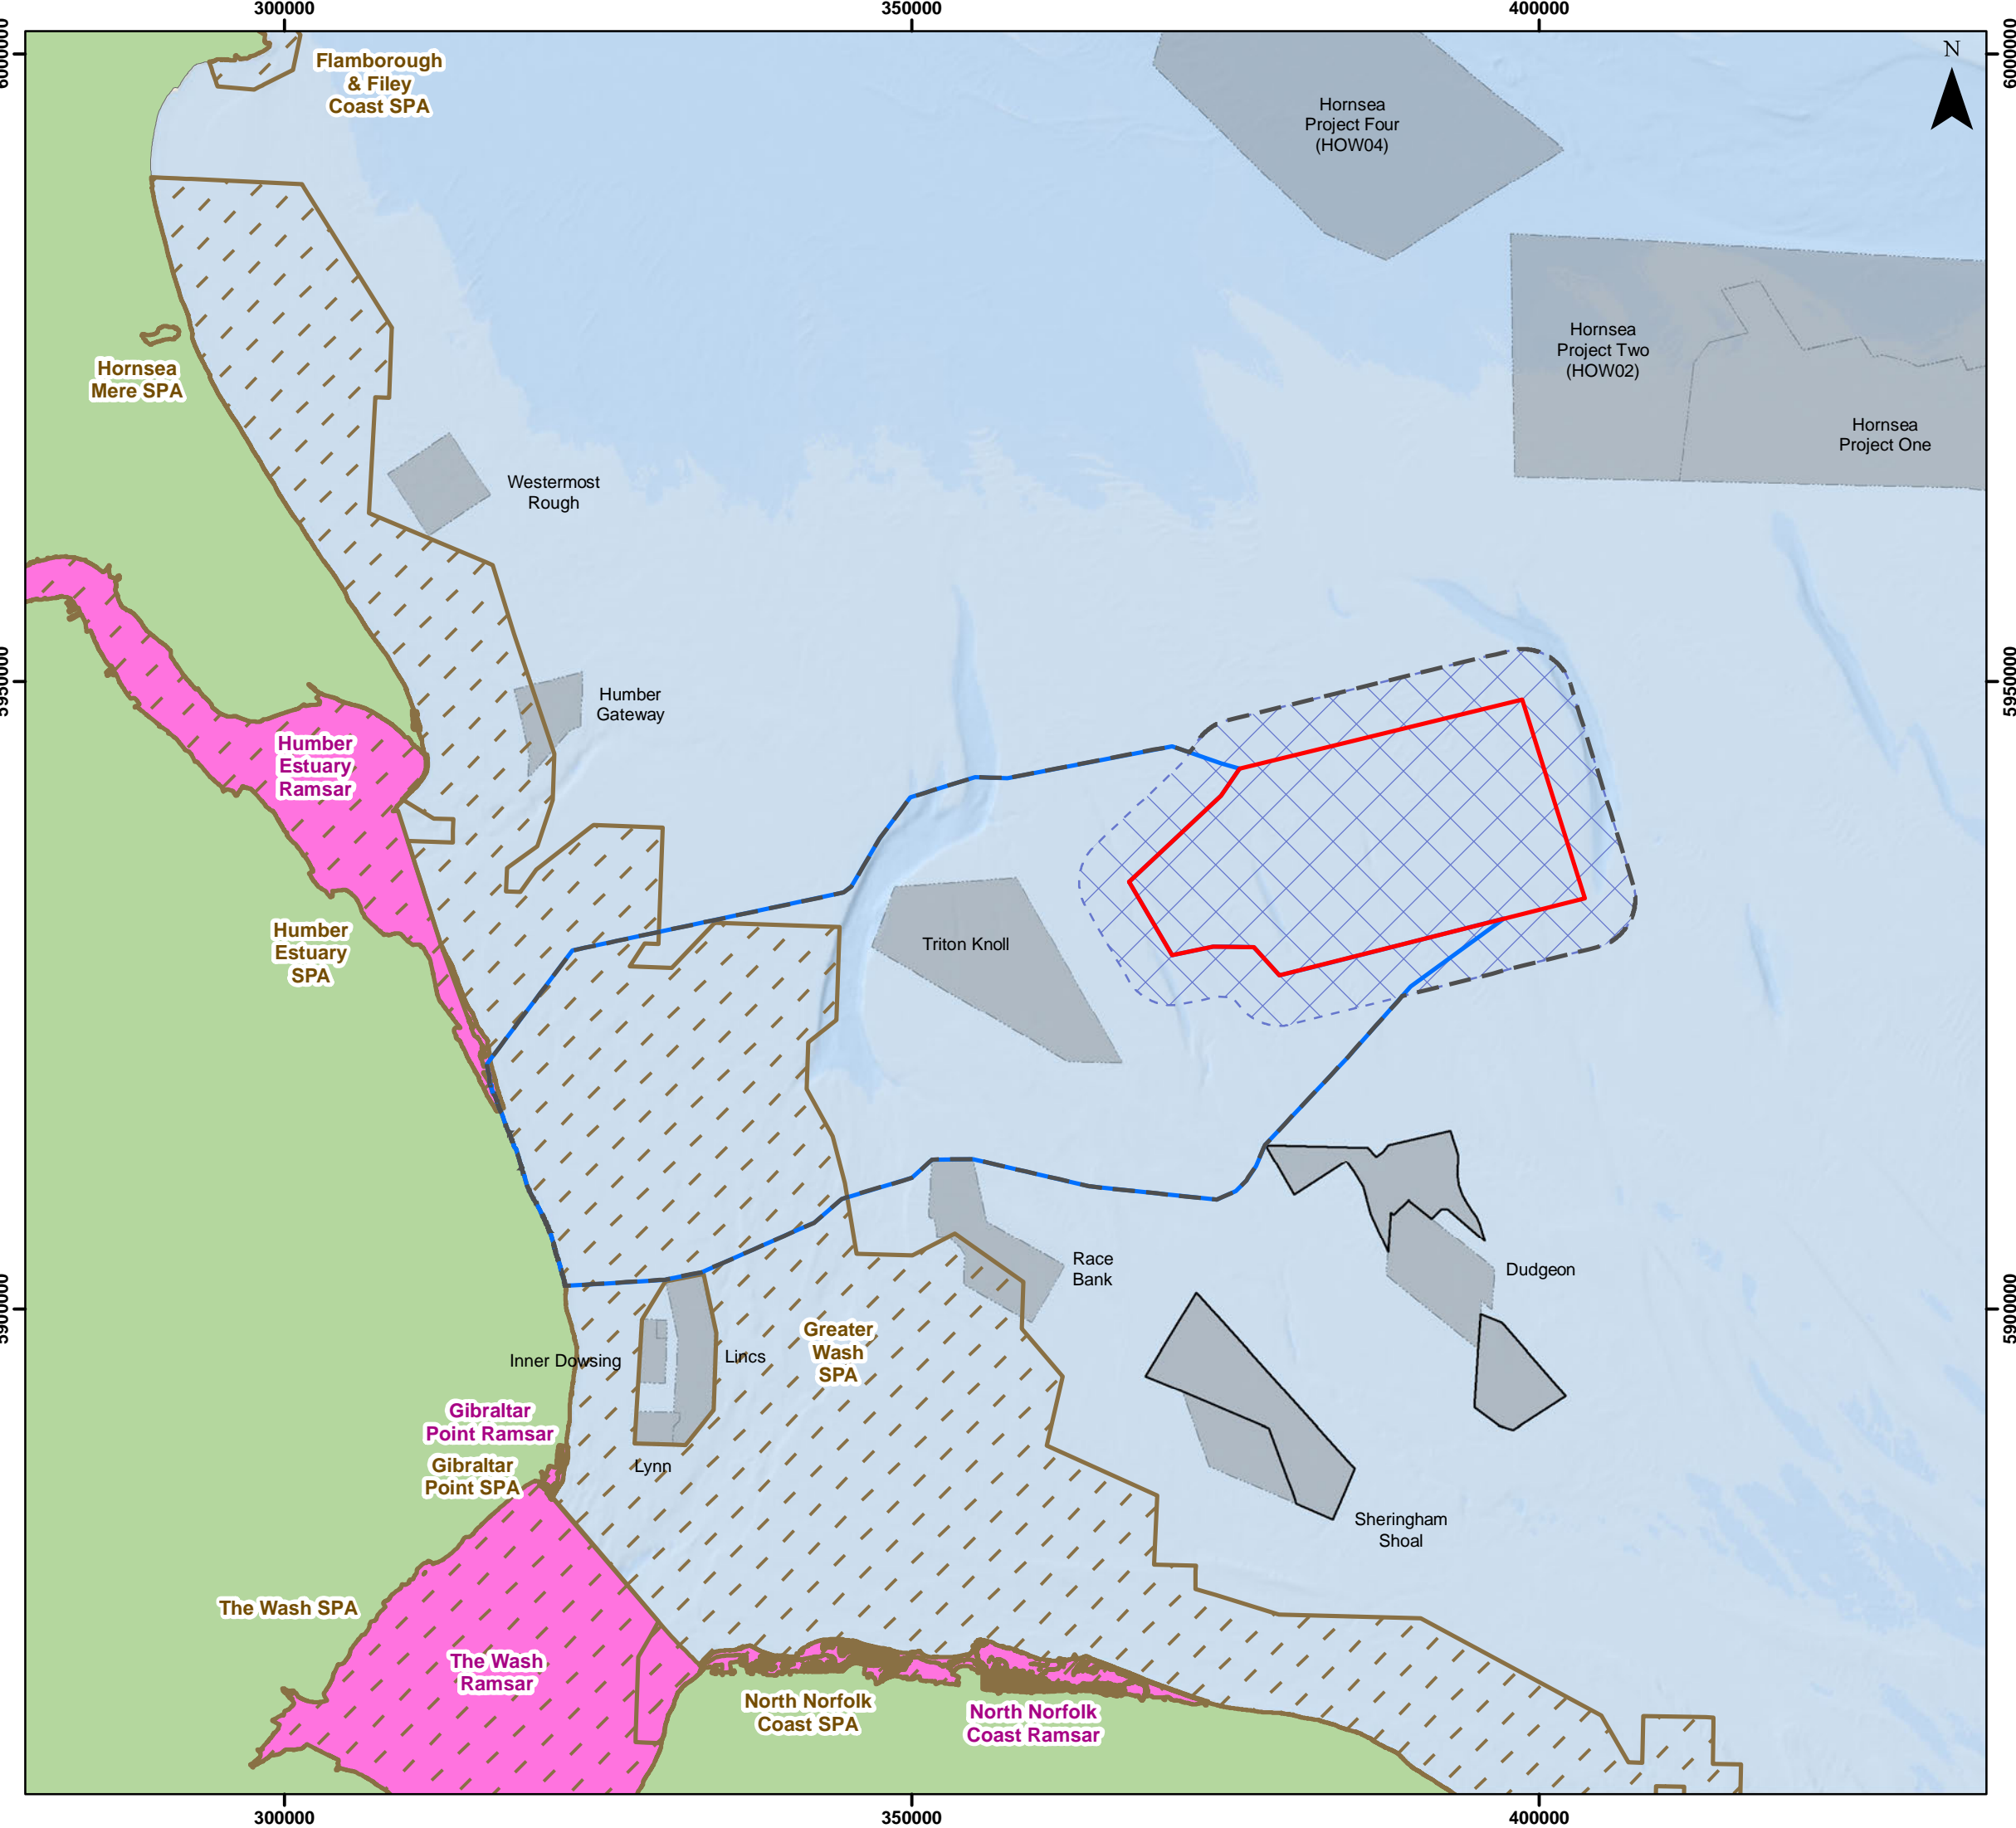 300000
350000
400000
6000000
6000000
N
Flamborough
& Filey
Coast SPA
Hornsea
Project Four
(HOW04)
Hornsea
Mere SPA
Hornsea
Project Two
(HOW02)
Hornsea
Project One
Westermost
Rough
5950000
5950000
Humber
Gateway
Humber
Estuary
Ramsar
Humber
Estuary
SPA
Triton Knoll
Race
Bank
Dudgeon
5900000
5900000
Greater
Wash
SPA
Inner Dowsing
Lincs
Gibraltar
Point Ramsar
Gibraltar
Point SPA
Lynn
Sheringham
Shoal
The Wash SPA
The Wash
Ramsar
North Norfolk
Coast SPA
North Norfolk
Coast Ramsar
300000
350000
400000